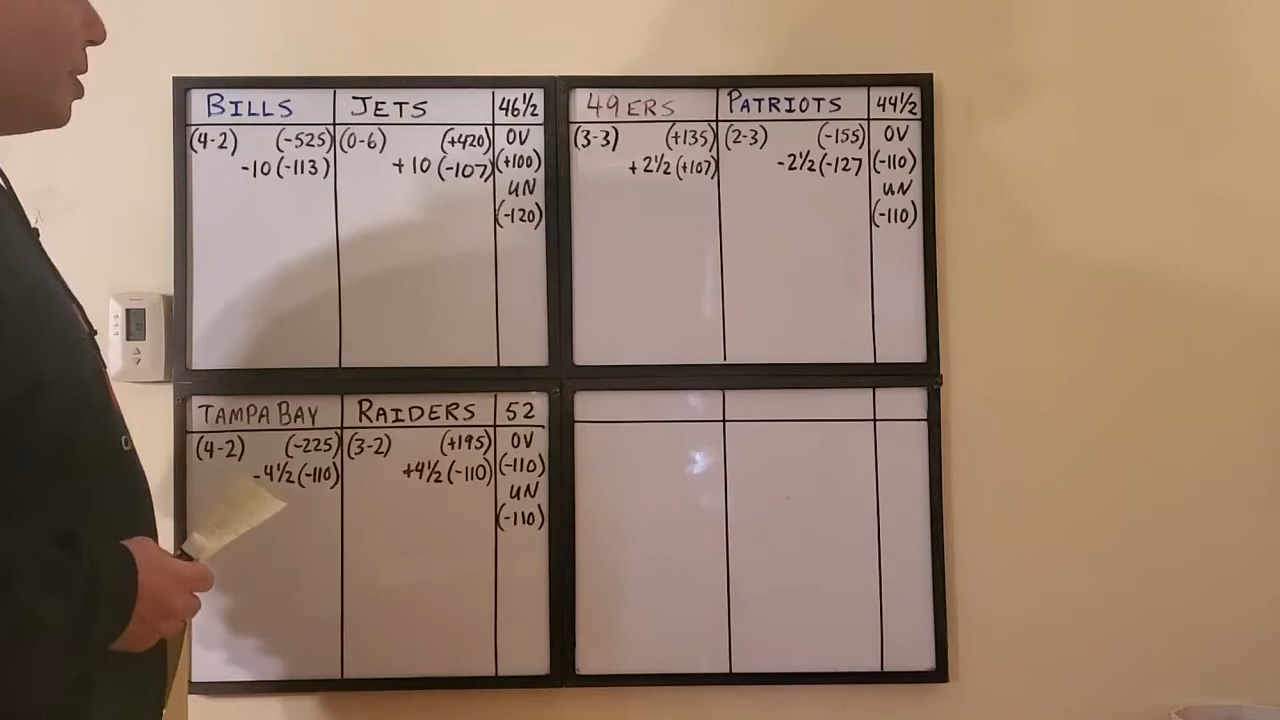 BILLS JETS 46½
(4-2) (-525) (0-6) (+420) OV
-10(-113) +10(-107) (+100)
UN
(-120)
49ERS PATRIOTS 44½
(3-3) (+135) (2-3) (-155) OV
+2½(+107) -2½(-127 (-110)
UN
(-110)
TAMPA BAY RAIDERS 52
(4-2) (-225) (3-2) (+195) OV
-4½(-110) +4½(-110) (-110)
UN
(-110)